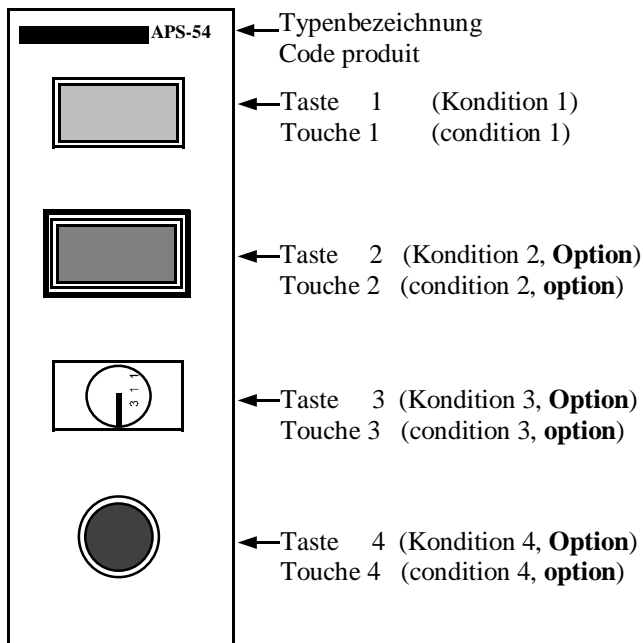 APS-54
Typenbezeichnung
Code produit
Taste 1 (Kondition 1)
Touche 1 (condition 1)
Taste 2 (Kondition 2, Option)
Touche 2 (condition 2, option)
3 1 1
Taste 3 (Kondition 3, Option)
Touche 3 (condition 3, option)
Taste 4 (Kondition 4, Option)
Touche 4 (condition 4, option)